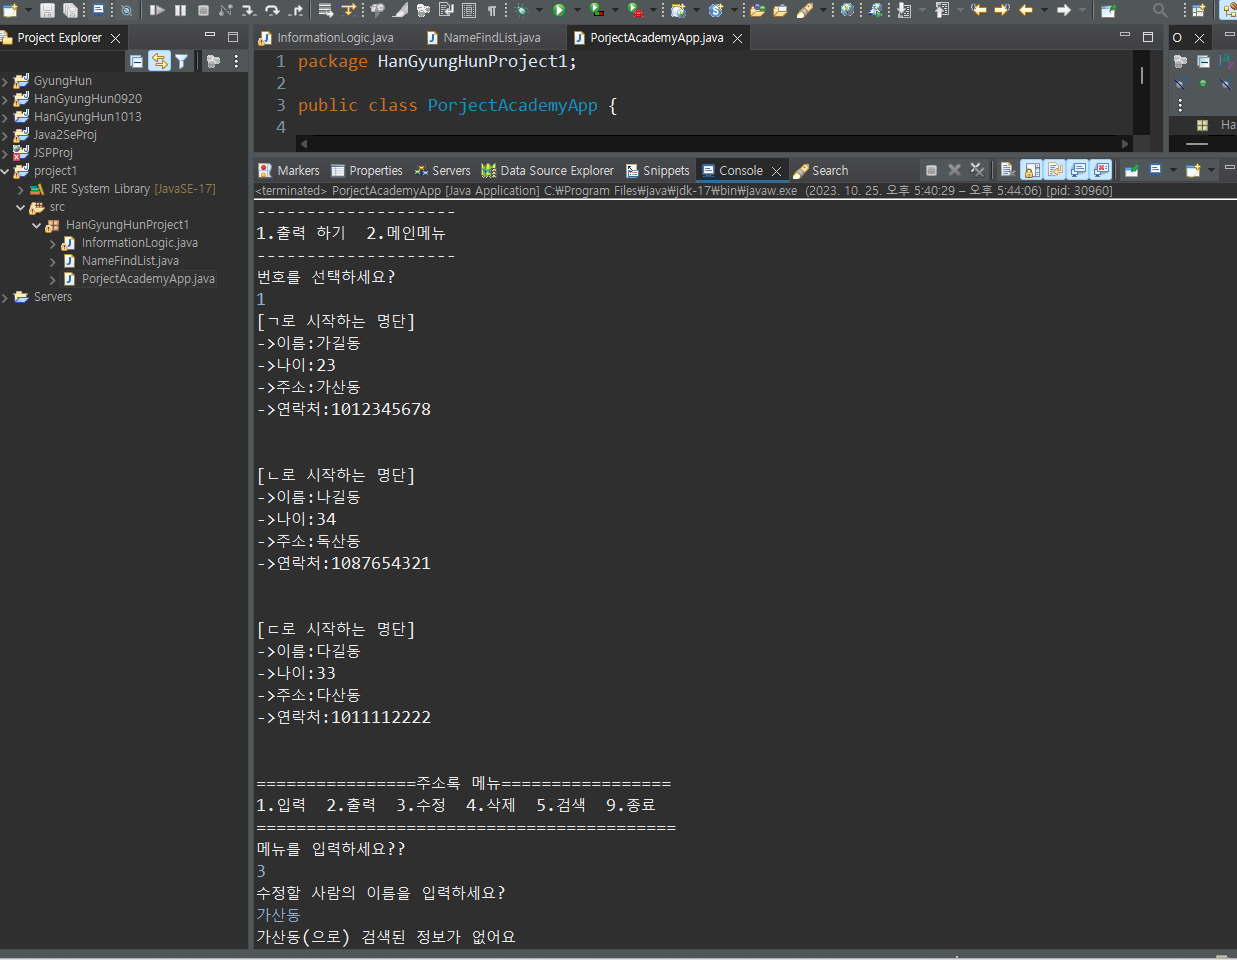 Project Explorer
GyungHun
HanGyungHun0920
HanGyungHun1013
Java2SeProj
JSPProj
project1
JRE System Library [JavaSE-17]
src
HanGyungHunProject1
InformationLogic.java
NameFindList.java
PorjectAcademyApp.java
Servers
InformationLogic.java NameFindList.java PorjectAcademyApp.java
1 package HanGyungHunProject1;
2
3 public class PorjectAcademyApp {
4
O
Ha
Markers Properties Servers Data Source Explorer Snippets Console Search
<terminated> PorjectAcademyApp [Java Application] C:₩Program Files₩java₩jdk-17₩bin₩javaw.exe (2023. 10. 25. 오후 5:40:29 – 오후 5:44:06) [pid: 30960]
--------------------
1.출력 하기 2.메인메뉴
--------------------
번호를 선택하세요?
1
[ㄱ로 시작하는 명단]
->이름:가길동
->나이:23
->주소:가산동
->연락처:1012345678
[ㄴ로 시작하는 명단]
->이름:나길동
->나이:34
->주소:독산동
->연락처:1087654321
[ㄷ로 시작하는 명단]
->이름:다길동
->나이:33
->주소:다산동
->연락처:1011112222
================주소록 메뉴=================
1.입력 2.출력 3.수정 4.삭제 5.검색 9.종료
==========================================
메뉴를 입력하세요??
3
수정할 사람의 이름을 입력하세요?
가산동
가산동(으로) 검색된 정보가 없어요